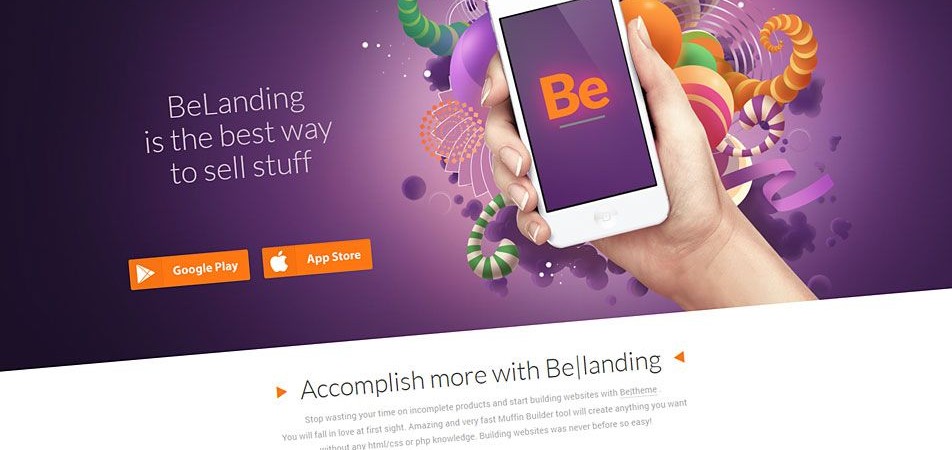 Be
BeLanding
is the best way
to sell stuff
Google Play
App Store
Accomplish more with Be|landing
Stop wasting your time on incomplete products and start building websites with Be|theme .
You will fall in love at first sight. Amazing and very fast Muffin Builder tool will create anything you want
without any html/css or php knowledge. Building websites was never before so easy!